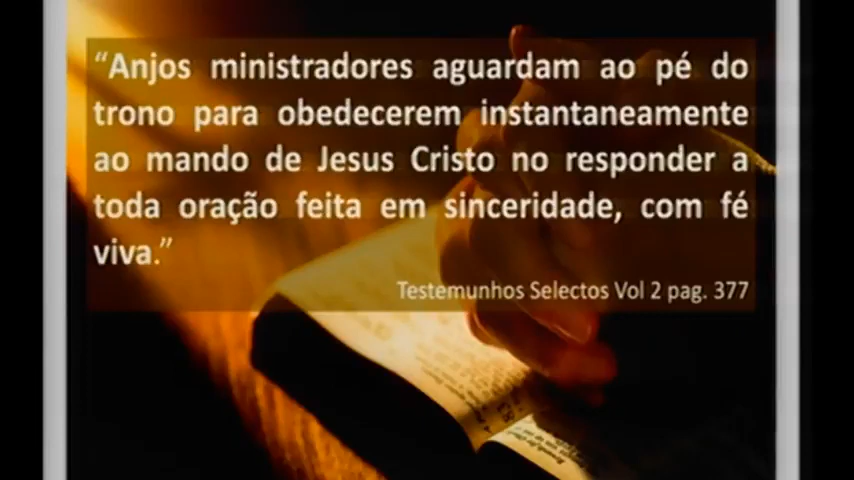 “Anjos ministradores aguardam ao pé do
trono para obedecerem instantaneamente
ao mando de Jesus Cristo no responder a
toda oração feita em sinceridade, com fé
viva.”
Testemunhos Selectos Vol 2 pag. 377